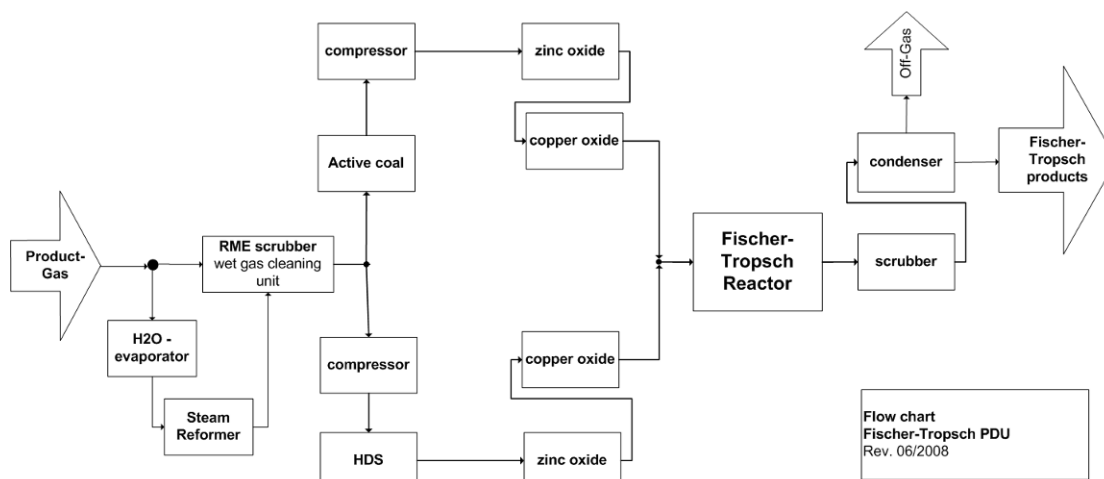 compressor
zinc oxide
Off-Gas
Active coal
copper oxide
condenser
Fischer-
Tropsch
products
Product-
Gas
RME scrubber
wet gas cleaning
unit
Fischer-
Tropsch
Reactor
scrubber
H2O -
evaporator
compressor
copper oxide
Steam
Reformer
HDS
zinc oxide
Flow chart
Fischer-Tropsch PDU
Rev. 06/2008